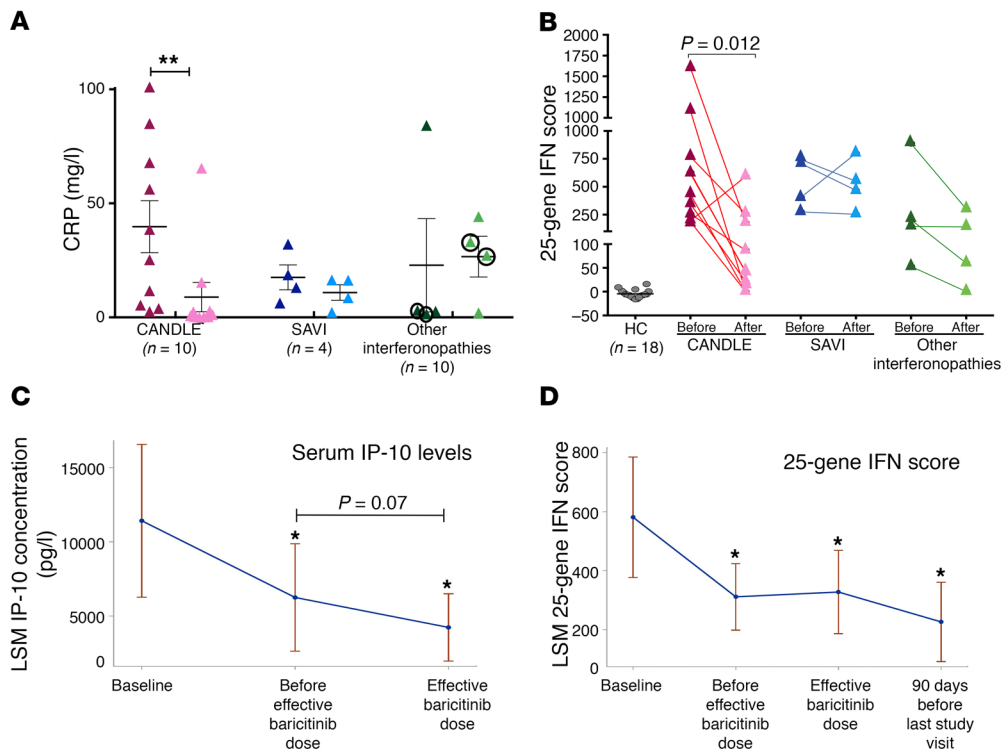 A
CRP (mg/l)
100
50
0
**
CANDLE
(n = 10)
SAVI
(n = 4)
Other
interferonopathies
(n = 10)
B
25-gene IFN score
2000
1750
1500
1250
1000
1000
750
500
250
100
50
0
−50
P = 0.012
HC
(n = 18)
Before After
CANDLE
Before After
SAVI
Before After
Other
interferonopathies
C
LSM IP-10 concentration
(pg/l)
15000
10000
5000
0
Serum IP-10 levels
P = 0.07
*
*
Baseline
Before
effective
baricitinib
dose
Effective
baricitinib
dose
D
LSM 25-gene IFN score
800
600
400
200
0
25-gene IFN score
*
*
*
Baseline
Before
effective
baricitinib
dose
Effective
baricitinib
dose
90 days
before
last study
visit